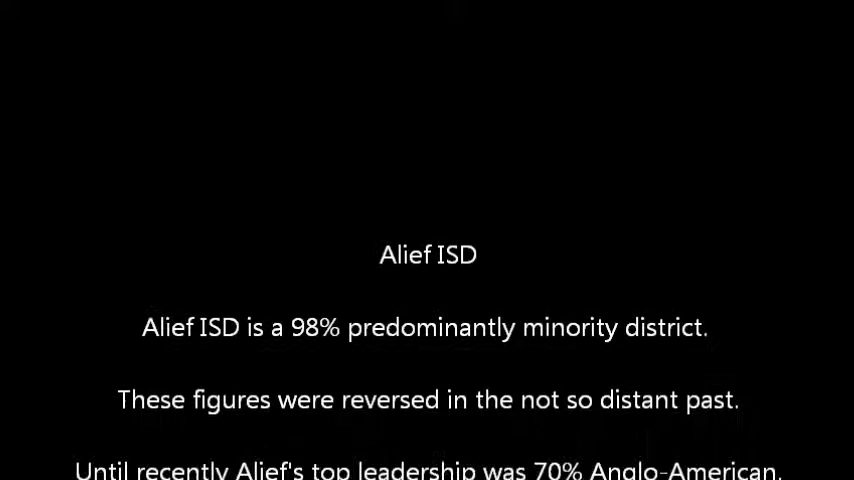 Alief ISD
Alief ISD is a 98% predominantly minority district.
These figures were reversed in the not so distant past.
Until recently Alief's top leadership was 70% Anglo-American.